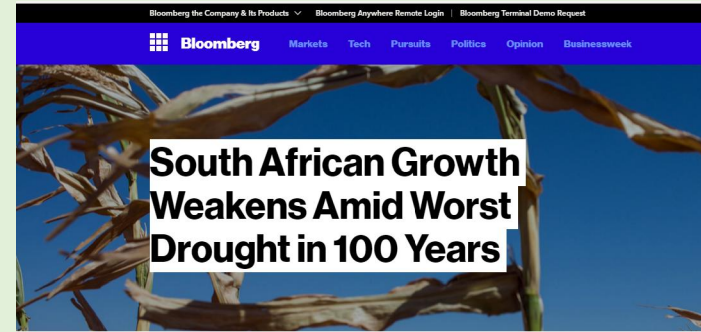 Bloomberg the Company & Its Products Bloomberg Anywhere Remote Login | Bloomberg Terminal Demo Request
Bloomberg Markets Tech Pursuits Politics Opinion Businessweek
South African Growth
Weakens Amid Worst
Drought in 100 Years